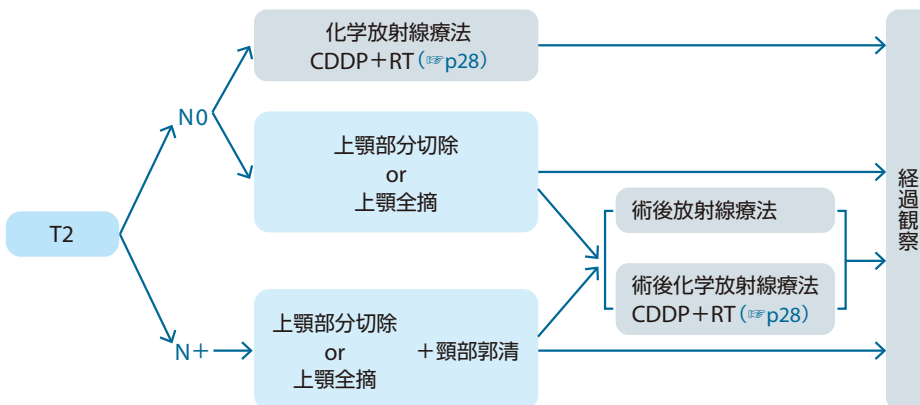 T2
N0
化学放射線療法
CDDP＋RT（☞p28）
上顎部分切除
or
上顎全摘
N+
上顎部分切除
or
上顎全摘
＋頸部郭清
術後放射線療法
術後化学放射線療法
CDDP＋RT（☞p28）
経過観察